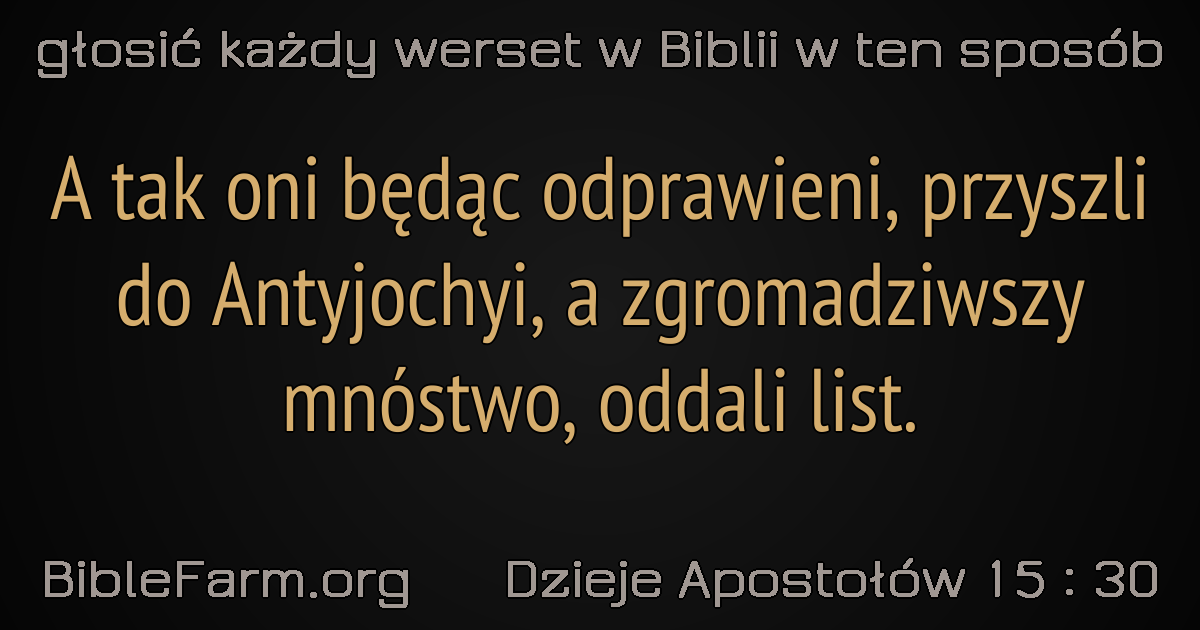 głosić każdy werset w Biblii w ten sposób
A tak oni będąc odprawieni, przyszli
do Antyjochyi, a zgromadziwszy
mnóstwo, oddali list.
BibleFarm.org Dzieje Apostołów 15 : 30